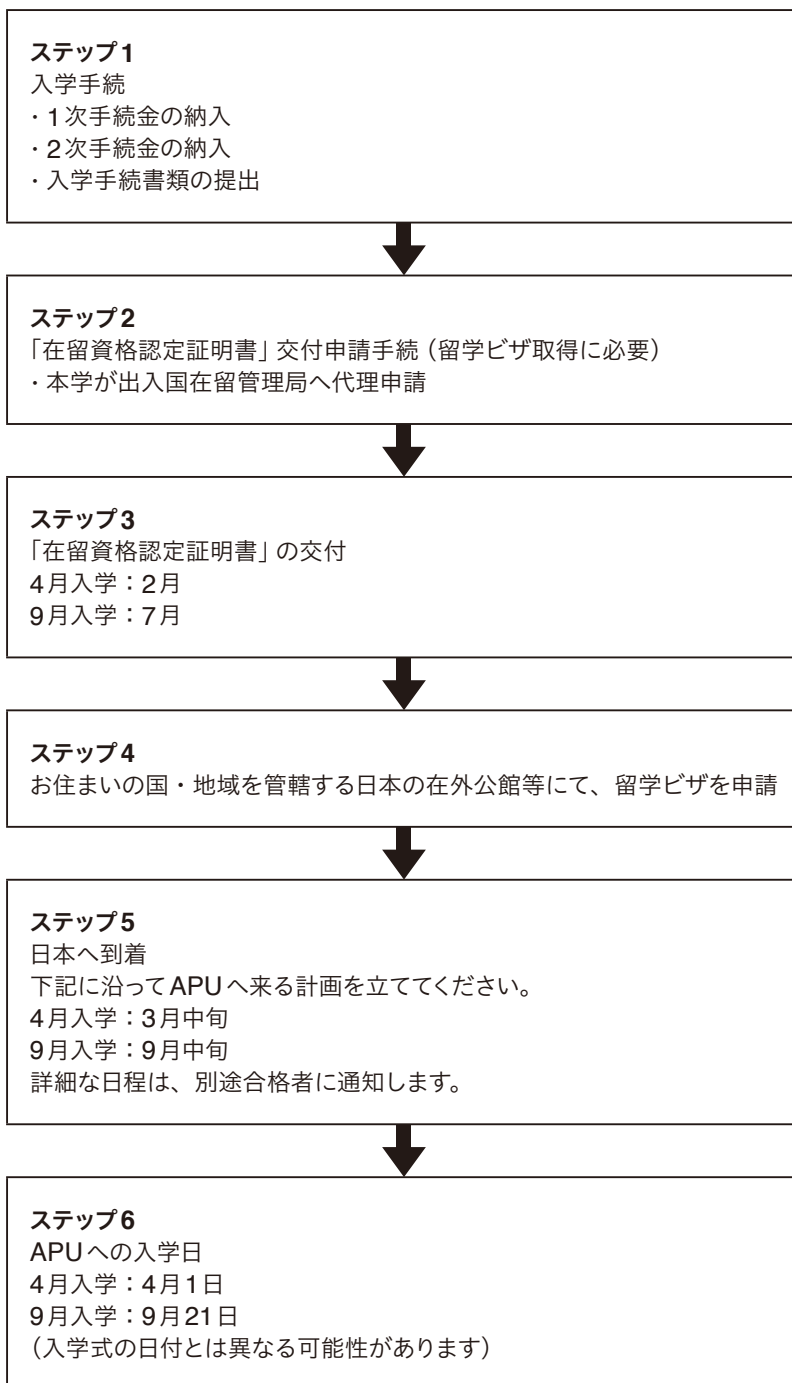 ステップ1
入学手続
・1次手続金の納入
・2次手続金の納入
・入学手続書類の提出
ステップ2
「在留資格認定証明書」交付申請手続（留学ビザ取得に必要）
・本学が出入国在留管理局へ代理申請
ステップ3
「在留資格認定証明書」の交付
4月入学：2月
9月入学：7月
ステップ4
お住まいの国・地域を管轄する日本の在外公館等にて、留学ビザを申請
ステップ5
日本へ到着
下記に沿ってAPUへ来る計画を立ててください。
4月入学：3月中旬
9月入学：9月中旬
詳細な日程は、別途合格者に通知します。
ステップ6
APUへの入学日
4月入学：4月1日
9月入学：9月21日
（入学式の日付とは異なる可能性があります）